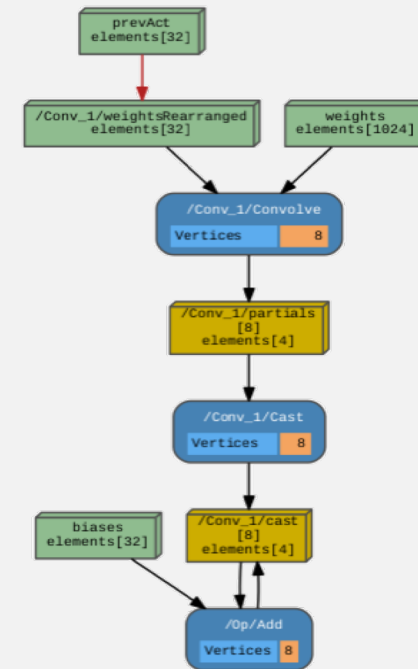 prevAct
elements[32]
/Conv_1/weightsRearranged
elements[32]
weights
elements[1024]
/Conv_1/Convolve
Vertices 8
/Conv_1/partials
[8]
elements[4]
/Conv_1/Cast
Vertices 8
/Conv_1/cast
[8]
elements[4]
biases
elements[32]
/Op/Add
Vertices 8